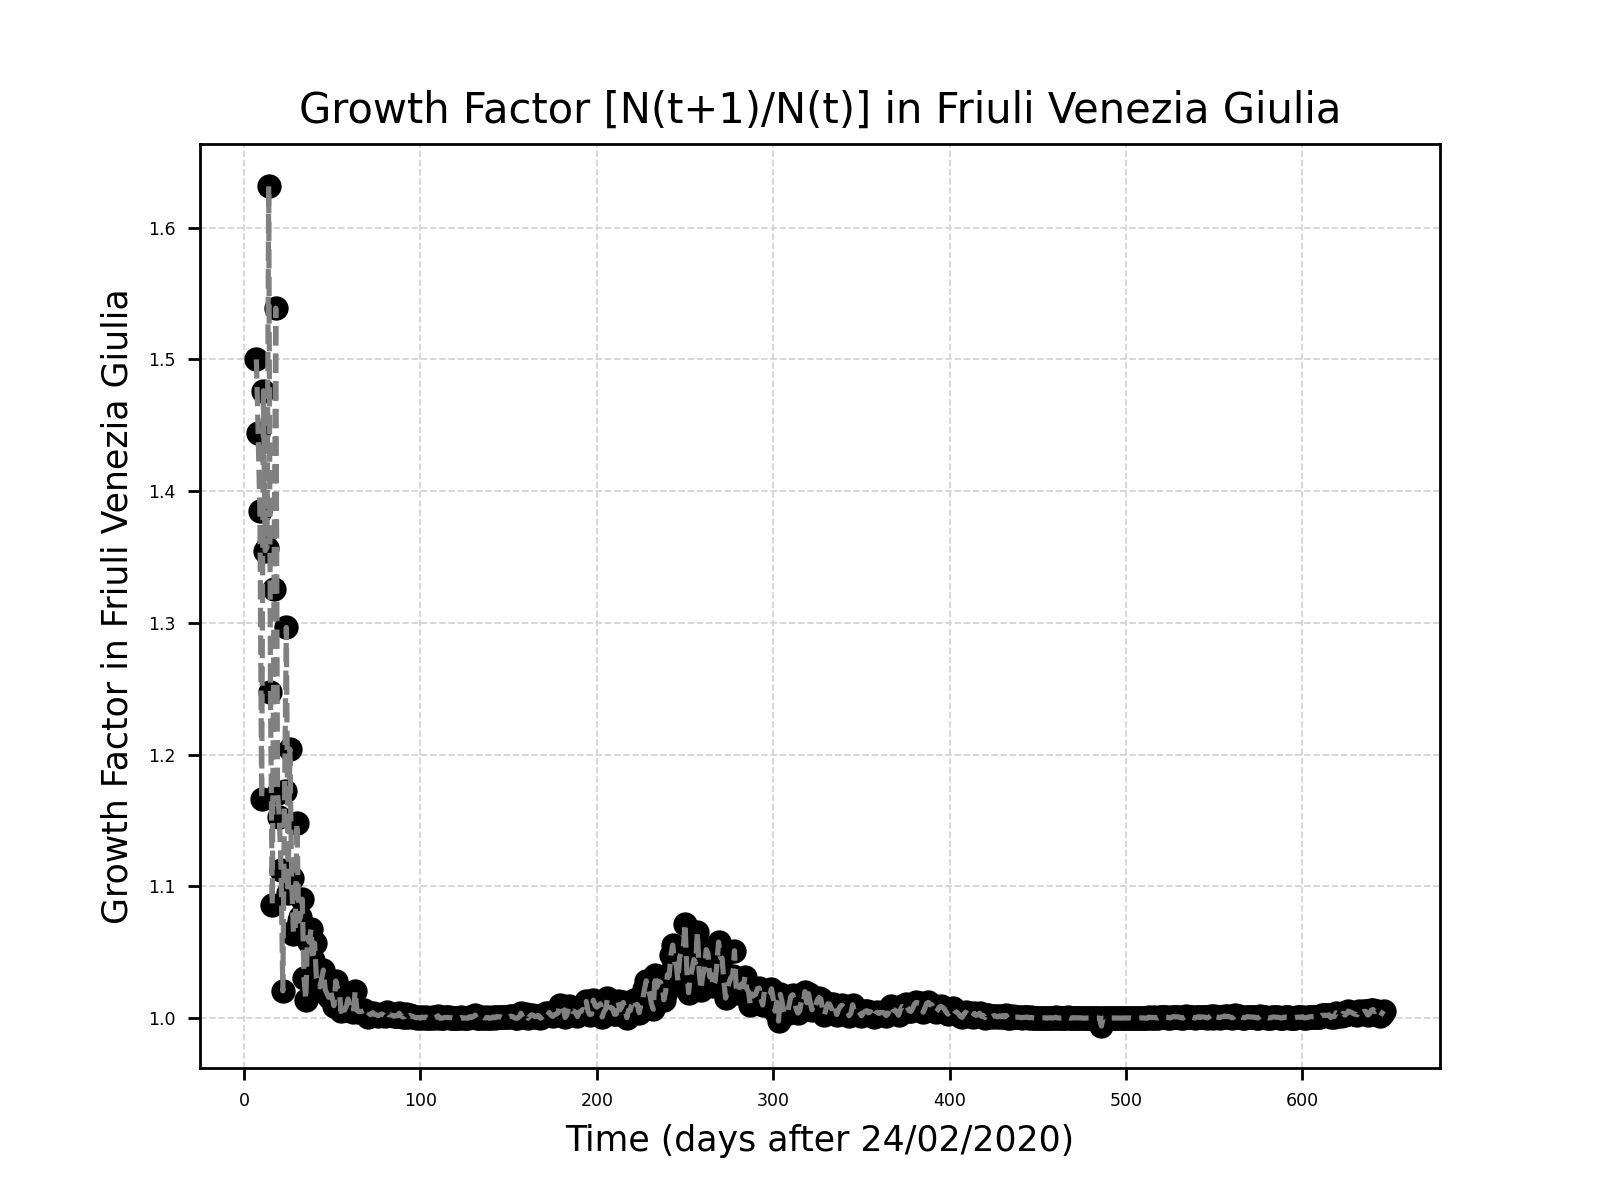 Growth Factor [N(t+1)/N(t)] in Friuli Venezia Giulia
Growth Factor in Friuli Venezia Giulia
1.6
1.5
1.4
1.3
1.2
1.1
1.0
0 100 200 300 400 500 600
Time (days after 24/02/2020)